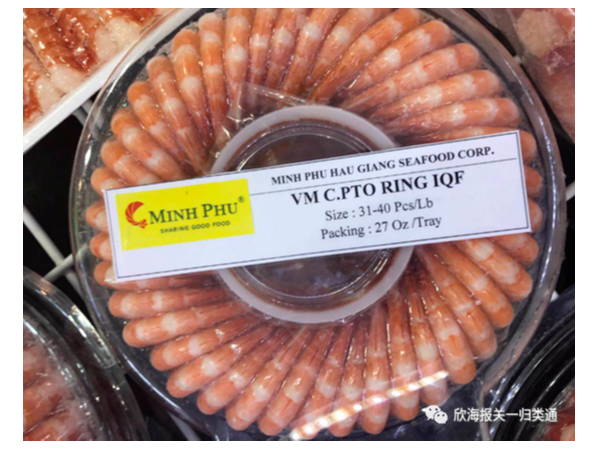 MINH PHU HAU GIANG SEAFOOD CORP.
MINH PHU®
SHARING GOOD FOOD
VM C.PTO RING IQF
Size : 31-40 Pcs/Lb
Packing : 27 Oz /Tray
欣海报关一归类通